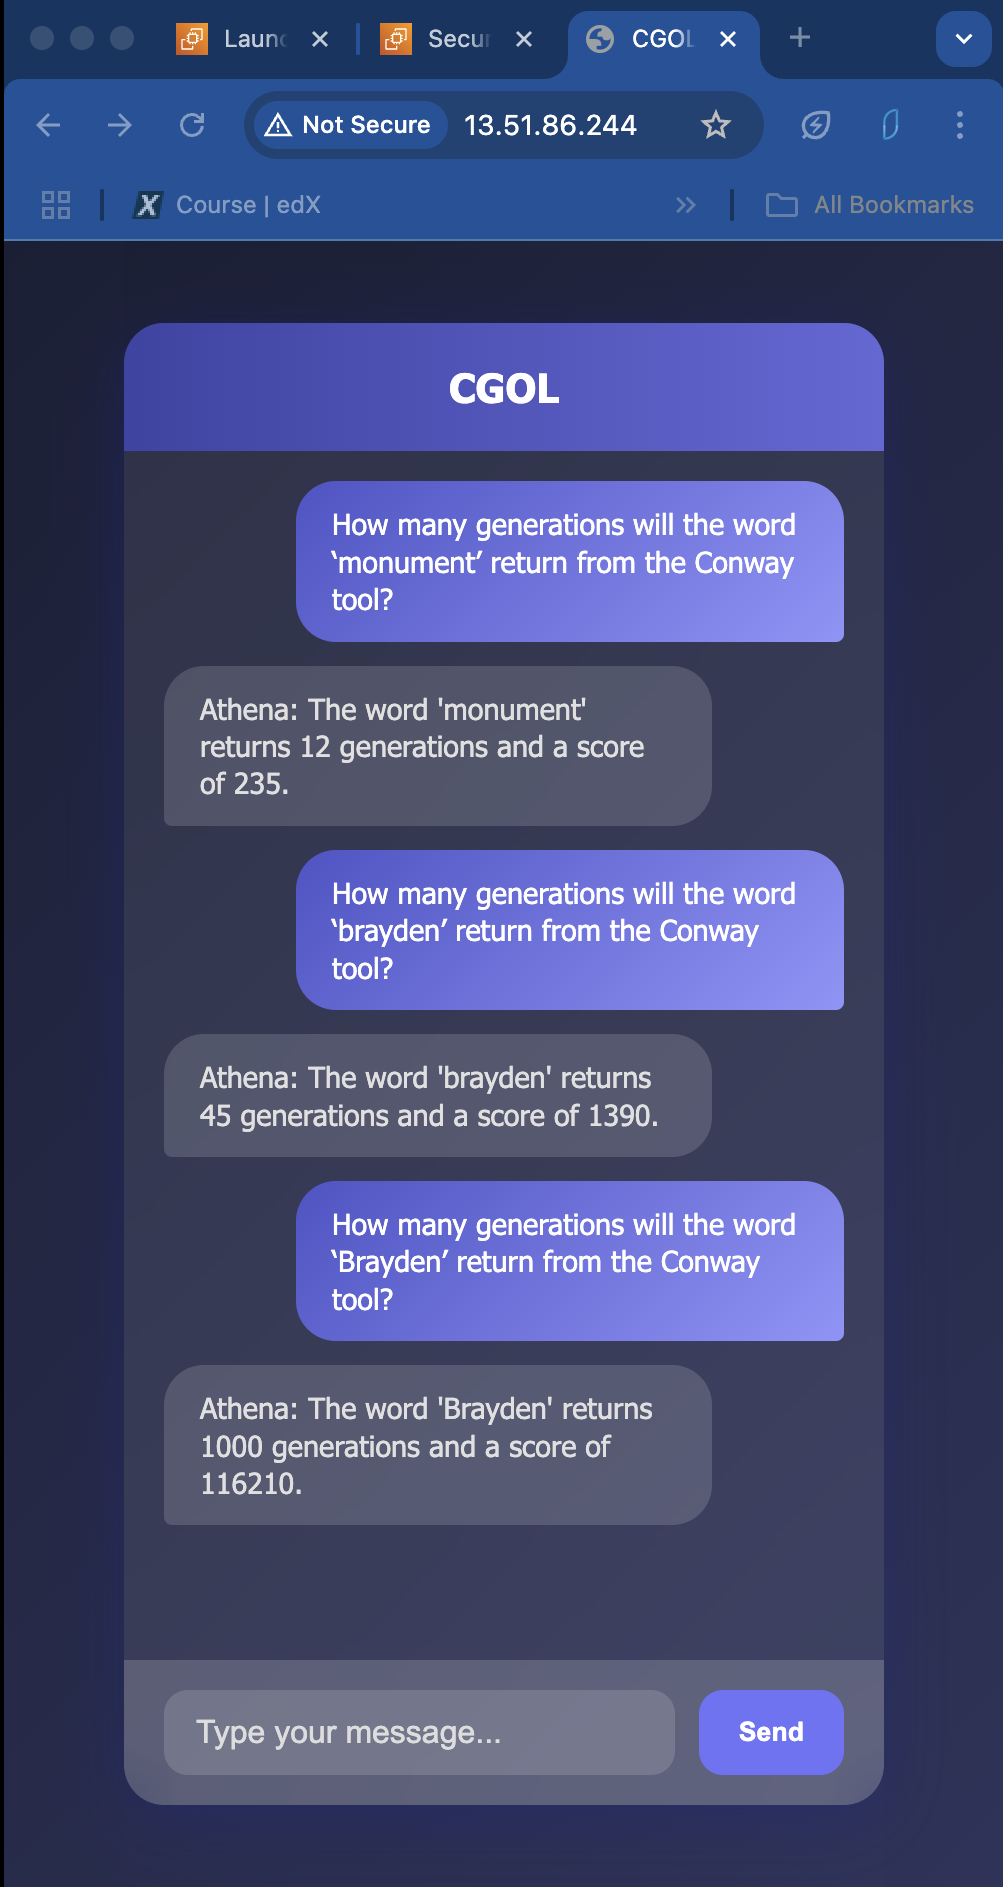 Laun
Secur
CGOL
Not Secure
13.51.86.244
Course | edX
All Bookmarks
CGOL
How many generations will the word
‘monument’ return from the Conway
tool?
Athena: The word 'monument'
returns 12 generations and a score
of 235.
How many generations will the word
‘brayden’ return from the Conway
tool?
Athena: The word 'brayden' returns
45 generations and a score of 1390.
How many generations will the word
‘Brayden’ return from the Conway
tool?
Athena: The word 'Brayden' returns
1000 generations and a score of
116210.
Type your message...
Send